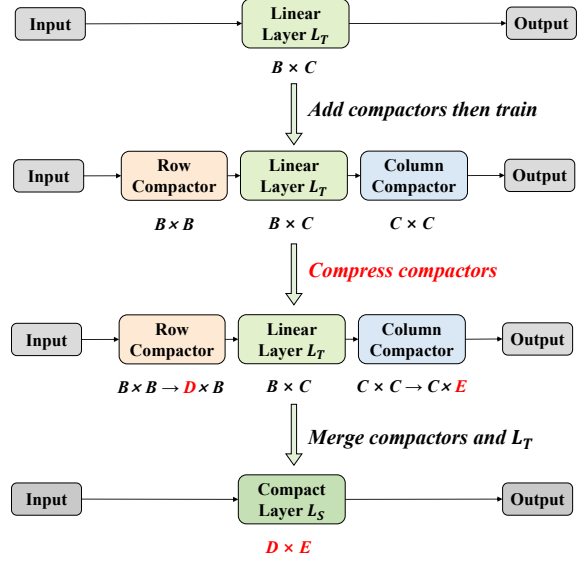 Input
Linear
Layer L_T
Output
B × C
Add compactors then train
Input
Row
Compactor
Linear
Layer L_T
Column
Compactor
Output
B × B
B × C
C × C
Compress compactors
Input
Row
Compactor
Linear
Layer L_T
Column
Compactor
Output
B × B → D × B
B × C
C × C → C × E
Merge compactors and L_T
Input
Compact
Layer L_S
Output
D × E